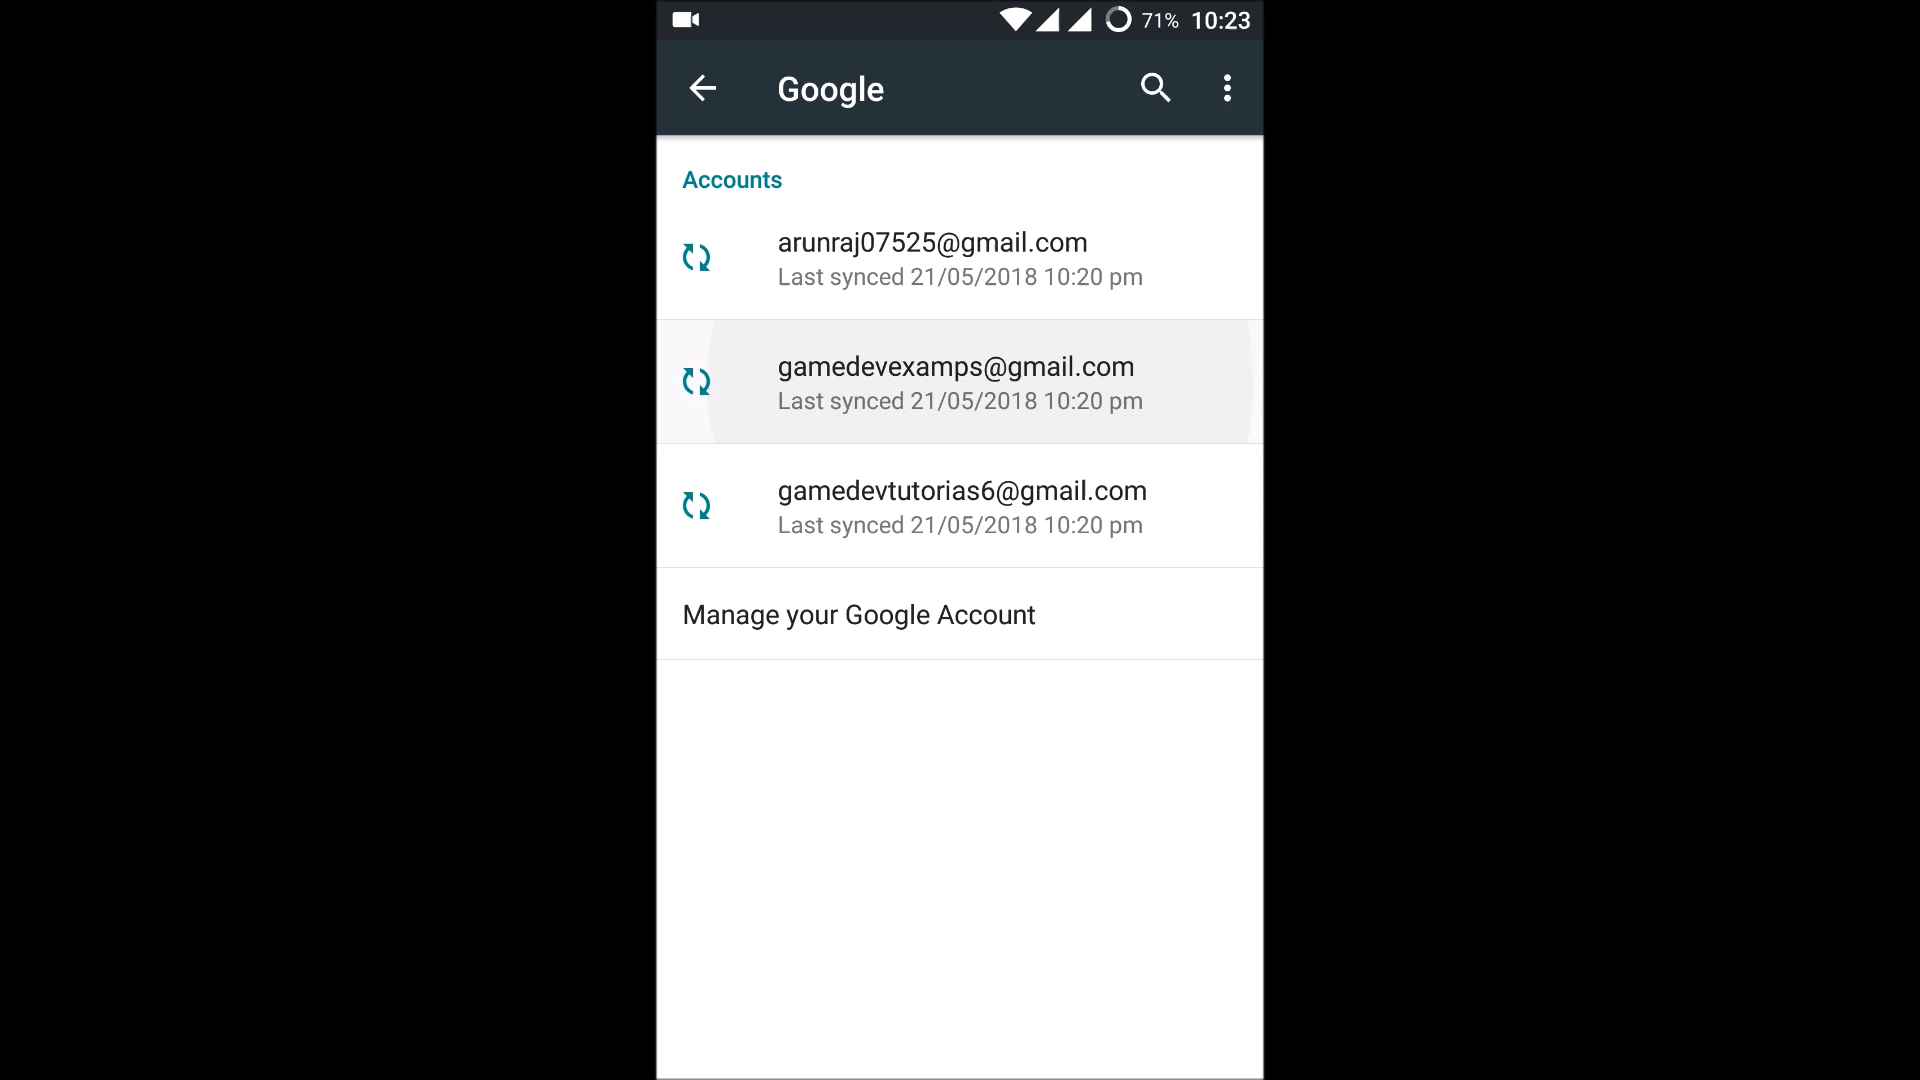 71% 10:23
Google
Accounts
arunraj07525@gmail.com
Last synced 21/05/2018 10:20 pm
gamedevexamps@gmail.com
Last synced 21/05/2018 10:20 pm
gamedevtutorias6@gmail.com
Last synced 21/05/2018 10:20 pm
Manage your Google Account